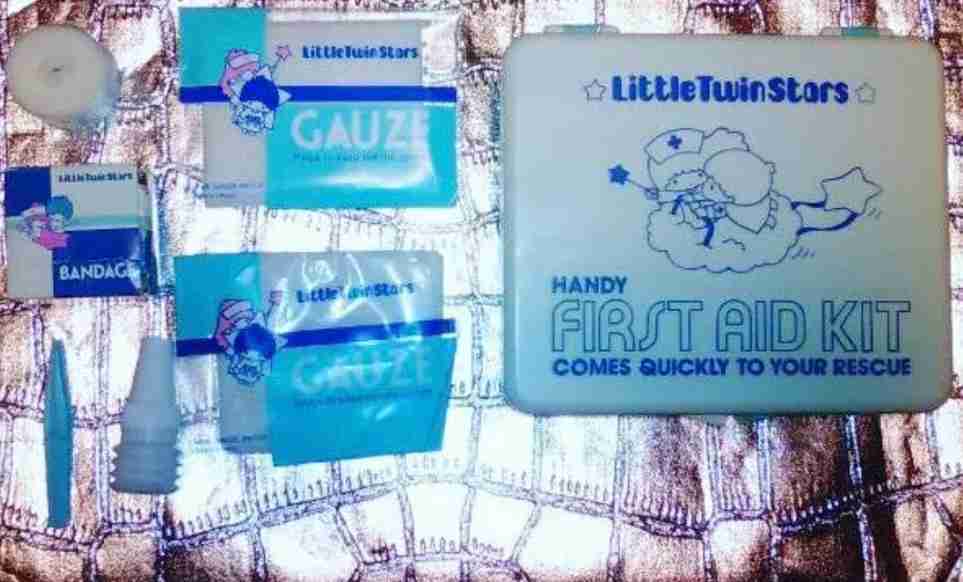 LittleTwinStars
GAUZE
LittleTwinStars
BANDAGE
LittleTwinStars
GAUZE
LittleTwinStars
HANDY
FIRST AID KIT
COMES QUICKLY TO YOUR RESCUE